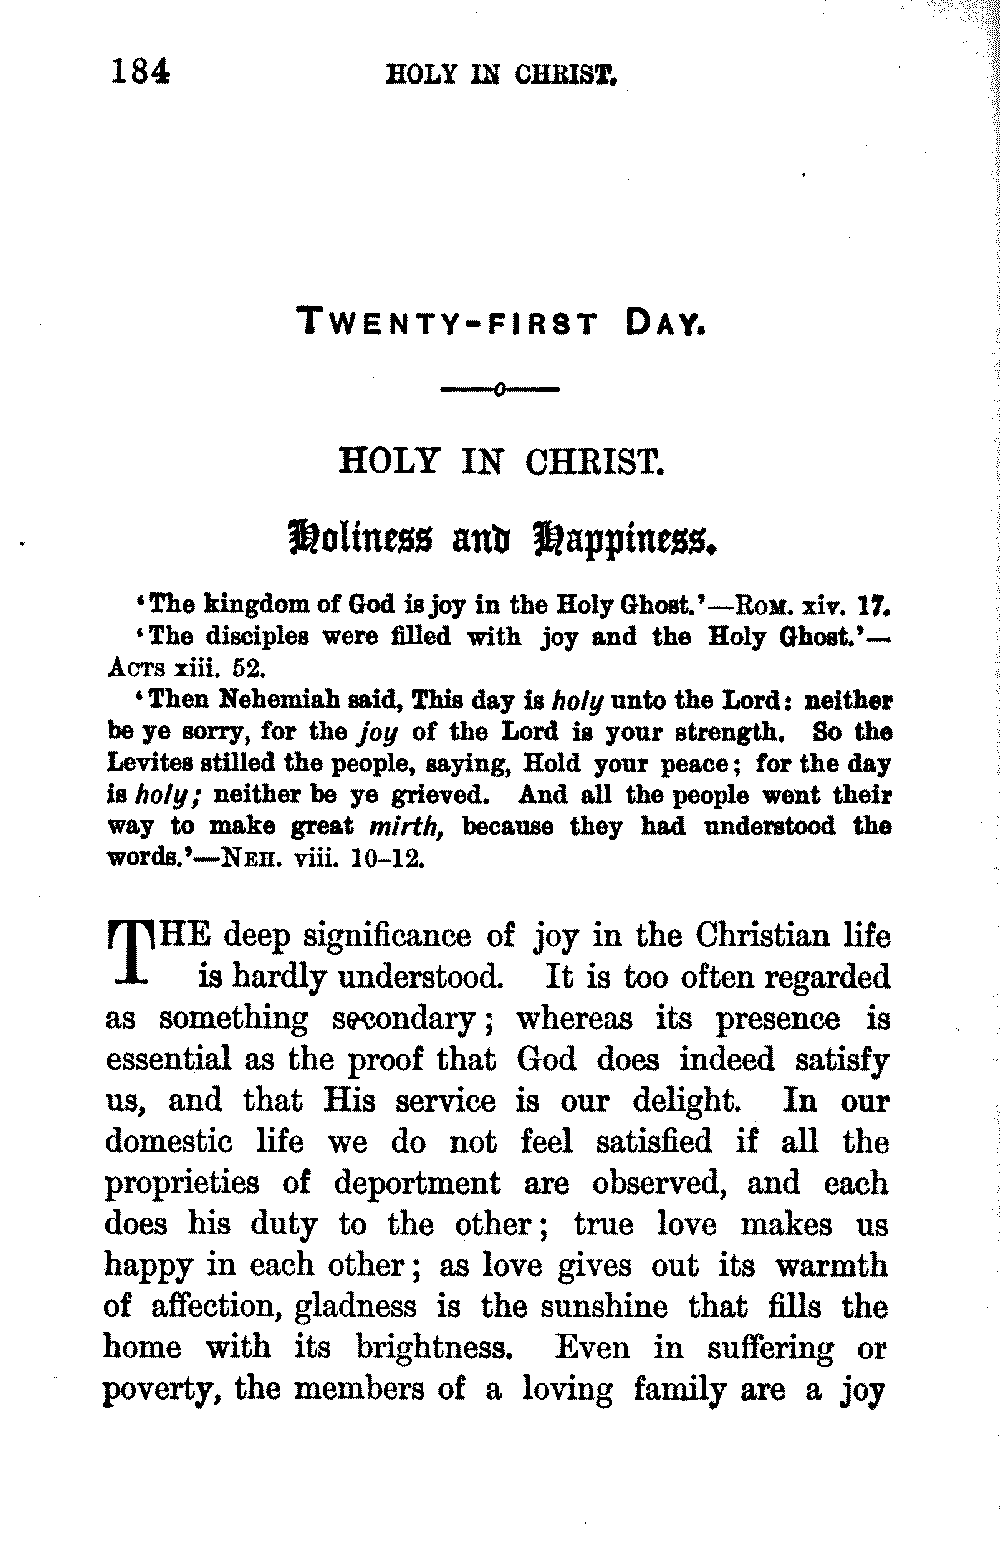 184 HOLY IN CHRIST.
TWENTY-FIRST DAY.
HOLY IN CHRIST.
Holiness and Happiness.
‘The kingdom of God is joy in the Holy Ghost.’—ROM. xiv. 17.
‘The disciples were filled with joy and the Holy Ghost.’—
ACTS xiii. 52.
‘Then Nehemiah said, This day is holy unto the Lord: neither
be ye sorry, for the joy of the Lord is your strength. So the
Levites stilled the people, saying, Hold your peace; for the day
is holy; neither be ye grieved. And all the people went their
way to make great mirth, because they had understood the
words.’—NEH. viii. 10–12.
THE deep significance of joy in the Christian life
is hardly understood. It is too often regarded
as something secondary; whereas its presence is
essential as the proof that God does indeed satisfy
us, and that His service is our delight. In our
domestic life we do not feel satisfied if all the
proprieties of deportment are observed, and each
does his duty to the other; true love makes us
happy in each other; as love gives out its warmth
of affection, gladness is the sunshine that fills the
home with its brightness. Even in suffering or
poverty, the members of a loving family are a joy